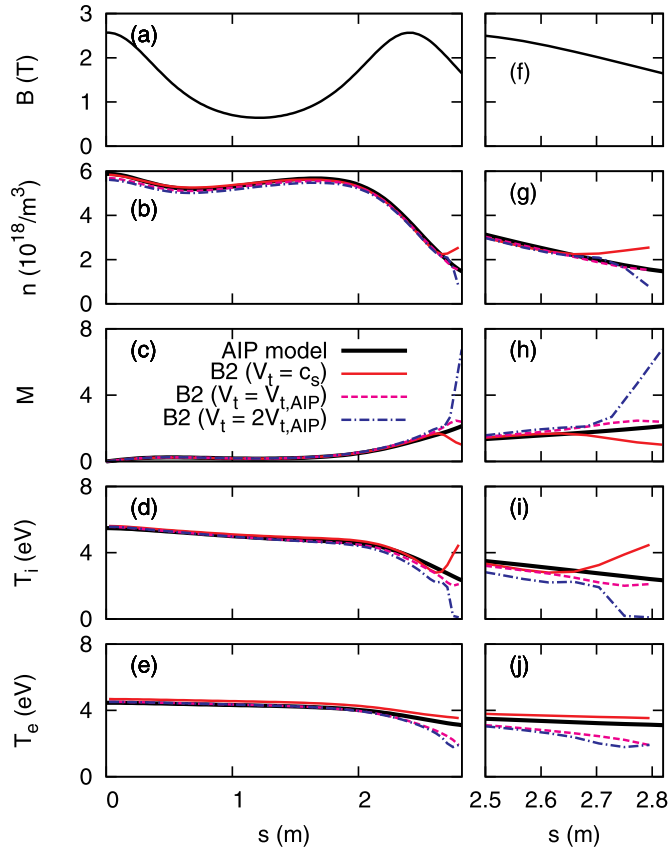 3
2
1
0
B (T)
(a)
(f)
6
4
2
0
n (10^18/m^3)
(b)
(g)
8
4
0
M
(c)
(h)
AIP model
B2 (V_t = c_s)
B2 (V_t = V_t,AIP)
B2 (V_t = 2V_t,AIP)
8
4
0
T_i (eV)
(d)
(i)
8
4
0
T_e (eV)
(e)
(j)
0 1 2
2.5 2.6 2.7 2.8
s (m)
s (m)